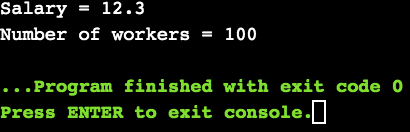 Salary = 12.3
Number of workers = 100
...Program finished with exit code 0
Press ENTER to exit console.